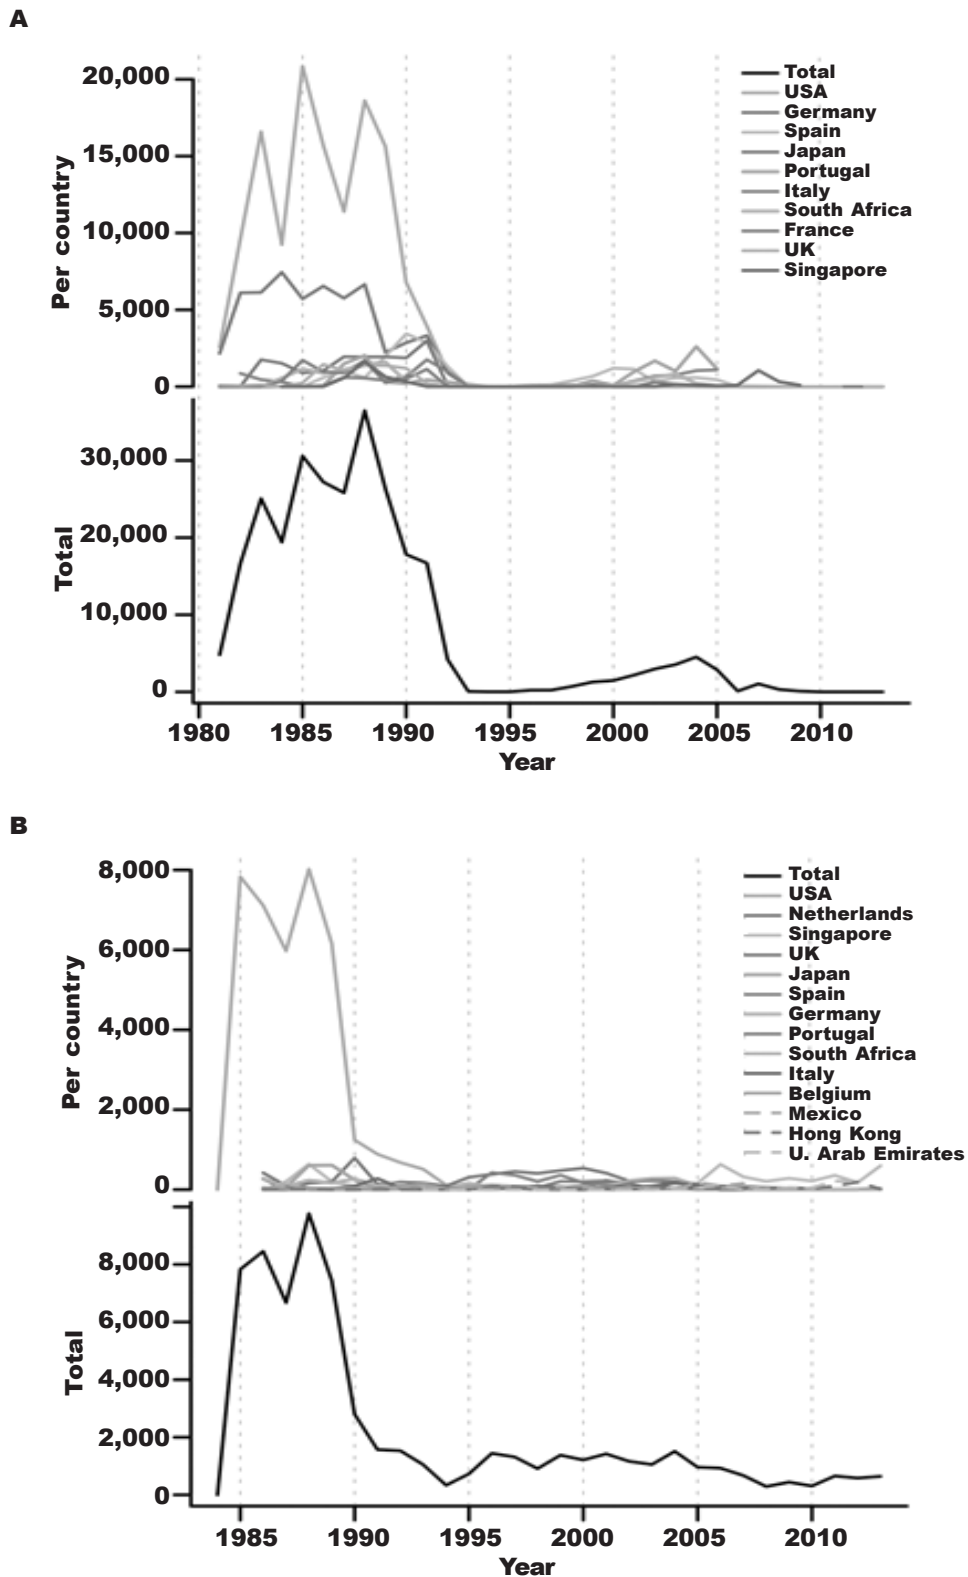 A
20,000
15,000
10,000
5,000
0
Per country
Total
USA
Germany
Spain
Japan
Portugal
Italy
South Africa
France
UK
Singapore
30,000
20,000
10,000
0
Total
1980 1985 1990 1995 2000 2005 2010
Year
B
8,000
6,000
4,000
2,000
0
Per country
Total
USA
Netherlands
Singapore
UK
Japan
Spain
Germany
Portugal
South Africa
Italy
Belgium
Mexico
Hong Kong
U. Arab Emirates
8,000
6,000
4,000
2,000
0
Total
1985 1990 1995 2000 2005 2010
Year